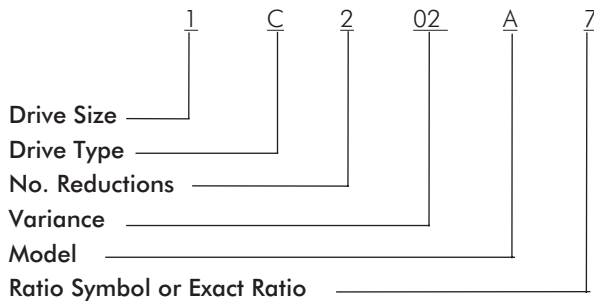 1 C 2 02 A 7
Drive Size
Drive Type
No. Reductions
Variance
Model
Ratio Symbol or Exact Ratio